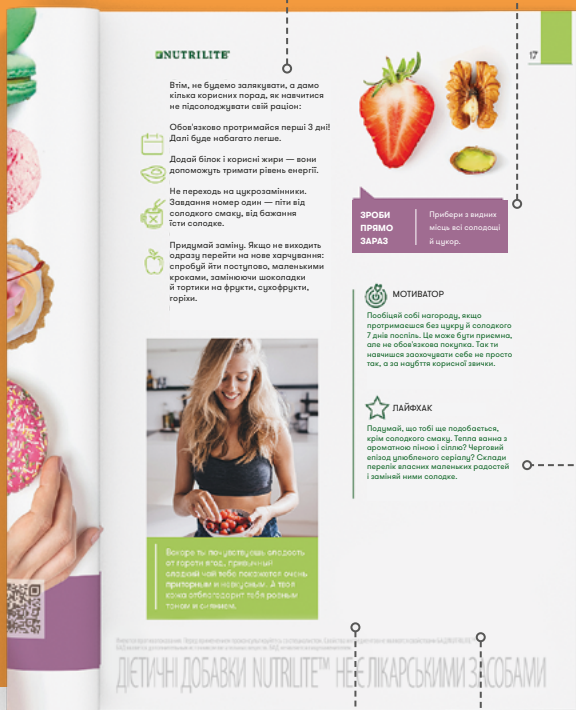 NUTRILITE
17
Втім, не будемо залякувати, а дамо
кілька корисних порад, як навчитися
не підсолоджувати свій раціон:
Обов'язково протримайся перші 3 дні!
Далі буде набагато легше.
Додай білок і корисні жири — вони
допоможуть тримати рівень енергії.
Не переходь на цукрозамінники.
Завдання номер один — піти від
солодкого смаку, від бажання
їсти солодке.
Придумай заміну. Якщо не виходить
одразу перейти на нове харчування:
спробуй йти поступово, маленькими
кроками, замінюючи шоколадки
й тортики на фрукти, сухофрукти,
горіхи.
ЗРОБИ
ПРЯМО
ЗАРАЗ
Прибери з видних
місць всі солодощі
й цукор.
МОТИВАТОР
Пообіцяй собі нагороду, якщо
протримаєшся без цукру й солодкого
7 днів поспіль. Це може бути приємна,
але не обов'язкова покупка. Так ти
навчишся заохочувати себе не просто
так, а за набуття корисної звички.
ЛАЙФХАК
Подумай, що тобі ще подобається,
крім солодкого смаку. Тепла ванна з
ароматною піною і сіллю? Черговий
епізод улюбленого серіалу? Склади
перелік власних маленьких радостей
і заміняй ними солодке.
Вскоре ты почувствуешь сладость
от горсти ягод, привычный
сладкий чай тебе покажется очень
приторным и невкусным. А твоя
кожа отблагодарит тебя ровным
тоном и сиянием.
ДІЄТИЧНІ ДОБАВКИ NUTRILITE™ НЕ Є ЛІКАРСЬКИМИ ЗАСОБАМИ